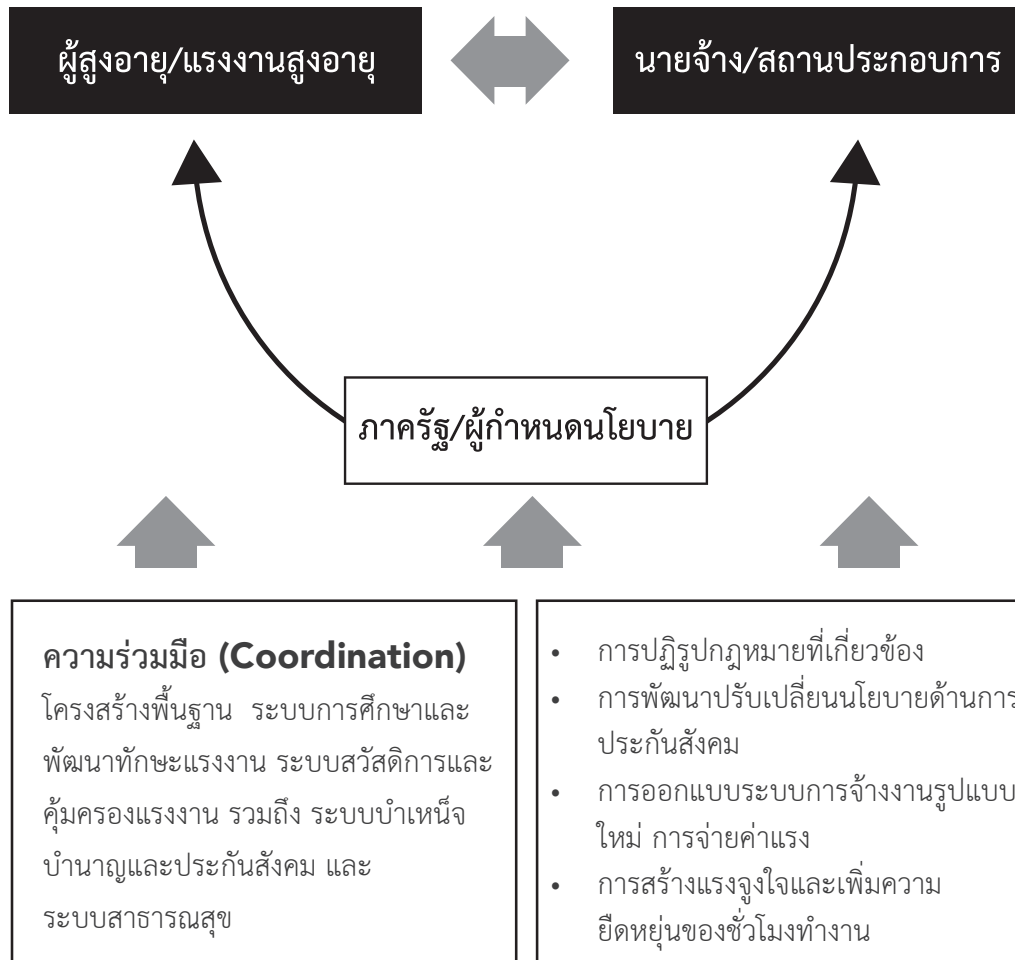 ผู้สูงอายุ/แรงงานสูงอายุ
นายจ้าง/สถานประกอบการ
ภาครัฐ/ผู้กำหนดนโยบาย
ความร่วมมือ (Coordination)
โครงสร้างพื้นฐาน ระบบการศึกษาและ
พัฒนาทักษะแรงงาน ระบบสวัสดิการและ
คุ้มครองแรงงาน รวมถึง ระบบบำเหน็จ
บำนาญและประกันสังคม และ
ระบบสาธารณสุข
• การปฏิรูปกฎหมายที่เกี่ยวข้อง
• การพัฒนาปรับเปลี่ยนนโยบายด้านการ
ประกันสังคม
• การออกแบบระบบการจ้างงานรูปแบบ
ใหม่ การจ่ายค่าแรง
• การสร้างแรงจูงใจและเพิ่มความ
ยืดหยุ่นของชั่วโมงทำงาน